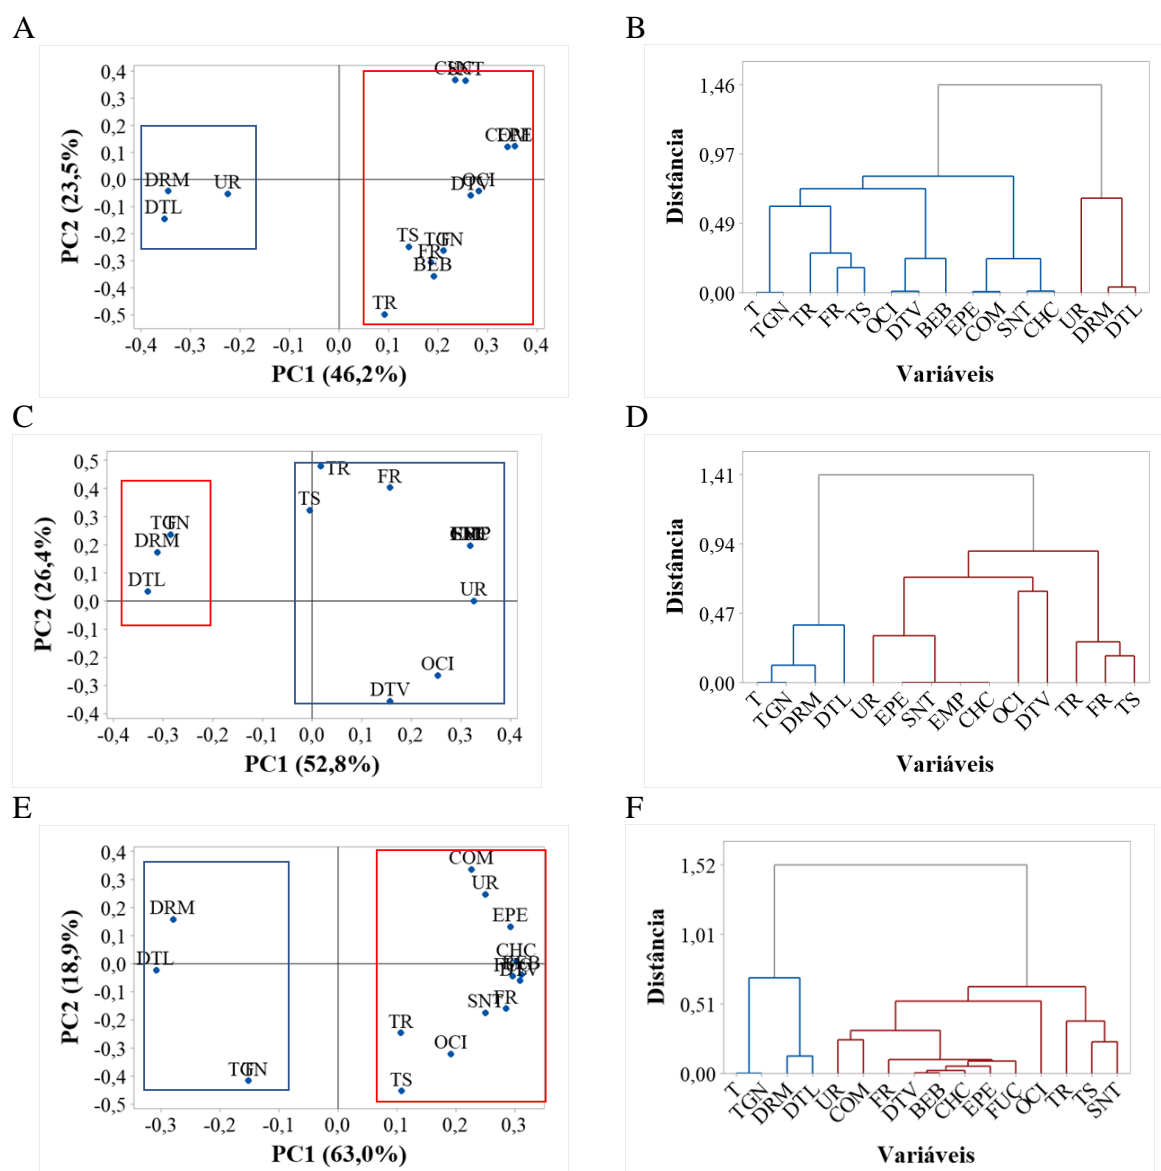 A
0,4
0,3
0,2
0,1
0,0
-0,1
-0,2
-0,3
-0,4
-0,5
PC2 (23,5%)
SNT
COM
EPE
DRM
UR
DTL
OCI
DTV
TS
TGN
FR
BEB
TR
-0,4 -0,3 -0,2 -0,1 0,0 0,1 0,2 0,3 0,4
PC1 (46,2%)
B
1,46
0,97
0,49
0,00
Distância
T TGN TR FR TS OCI DTV BEB EPE COM SNT CHC UR DRM DTL
Variáveis
C
0,5
0,4
0,3
0,2
0,1
0,0
-0,1
-0,2
-0,3
-0,4
PC2 (26,4%)
TR
FR
TS
TGN
DRM
EMP
DTL
UR
OCI
DTV
-0,4 -0,3 -0,2 -0,1 0,0 0,1 0,2 0,3 0,4
PC1 (52,8%)
D
1,41
0,94
0,47
0,00
Distância
T TGN DRM DTL UR EPE SNT EMP CHC OCI DTV TR FR TS
Variáveis
E
0,4
0,3
0,2
0,1
0,0
-0,1
-0,2
-0,3
-0,4
-0,5
PC2 (18,9%)
COM
UR
DRM
EPE
CHC
DTL
BEB
DTV
SNT
FR
TR
OCI
TGN
TS
-0,3 -0,2 -0,1 0,0 0,1 0,2 0,3
PC1 (63,0%)
F
1,52
1,01
0,51
0,00
Distância
T TGN DRM DTL UR COM FR DTV BEB CHC EPE FUC OCI TR TS SNT
Variáveis